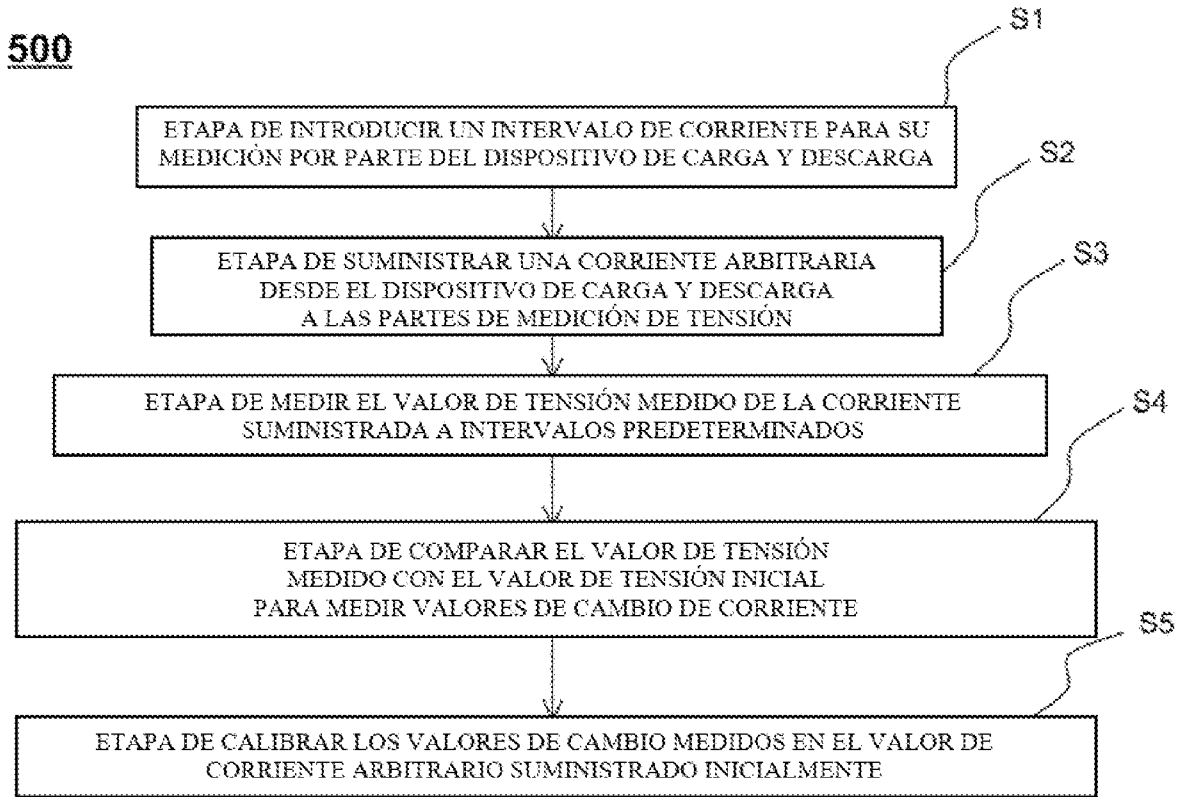 500
S1
ETAPA DE INTRODUCIR UN INTERVALO DE CORRIENTE PARA SU
MEDICIÓN POR PARTE DEL DISPOSITIVO DE CARGA Y DESCARGA
S2
ETAPA DE SUMINISTRAR UNA CORRIENTE ARBITRARIA
DESDE EL DISPOSITIVO DE CARGA Y DESCARGA
A LAS PARTES DE MEDICIÓN DE TENSIÓN
S3
ETAPA DE MEDIR EL VALOR DE TENSIÓN MEDIDO DE LA CORRIENTE
SUMINISTRADA A INTERVALOS PREDETERMINADOS
S4
ETAPA DE COMPARAR EL VALOR DE TENSIÓN
MEDIDO CON EL VALOR DE TENSIÓN INICIAL
PARA MEDIR VALORES DE CAMBIO DE CORRIENTE
S5
ETAPA DE CALIBRAR LOS VALORES DE CAMBIO MEDIDOS EN EL VALOR DE
CORRIENTE ARBITRARIO SUMINISTRADO INICIALMENTE